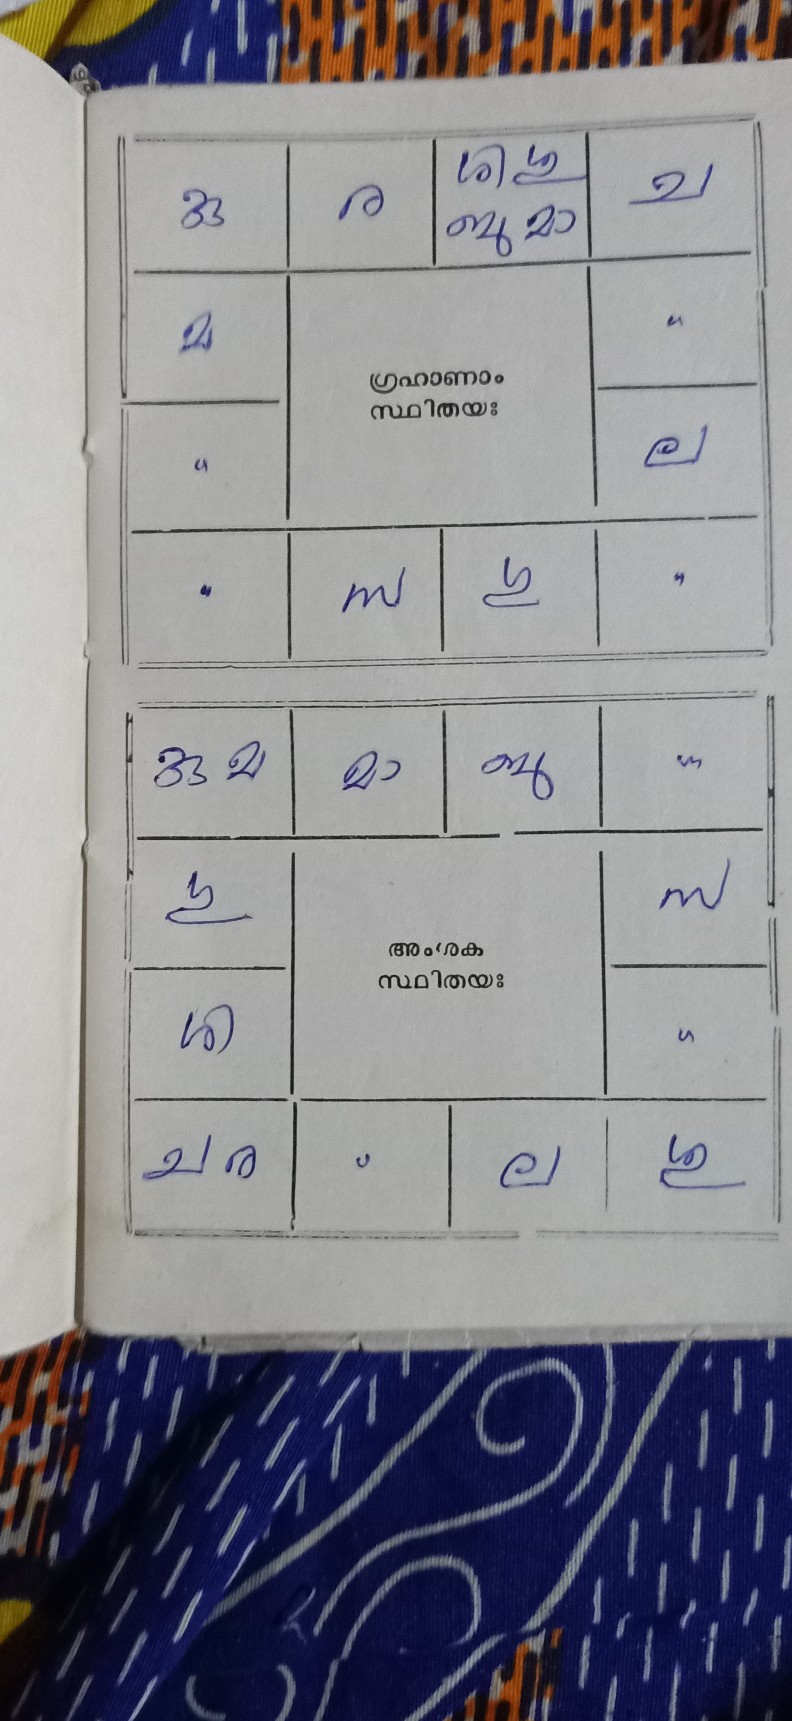 കു ര ശി ശു ച
ബു മാ
മ "
ഗ്രഹാണാം
സ്ഥിതയഃ
" ല
" സ ഗു "
കു മ മാ ബു "
ഗു സ
അംശക
സ്ഥിതയഃ
ശി "
ച ര " ല ശു